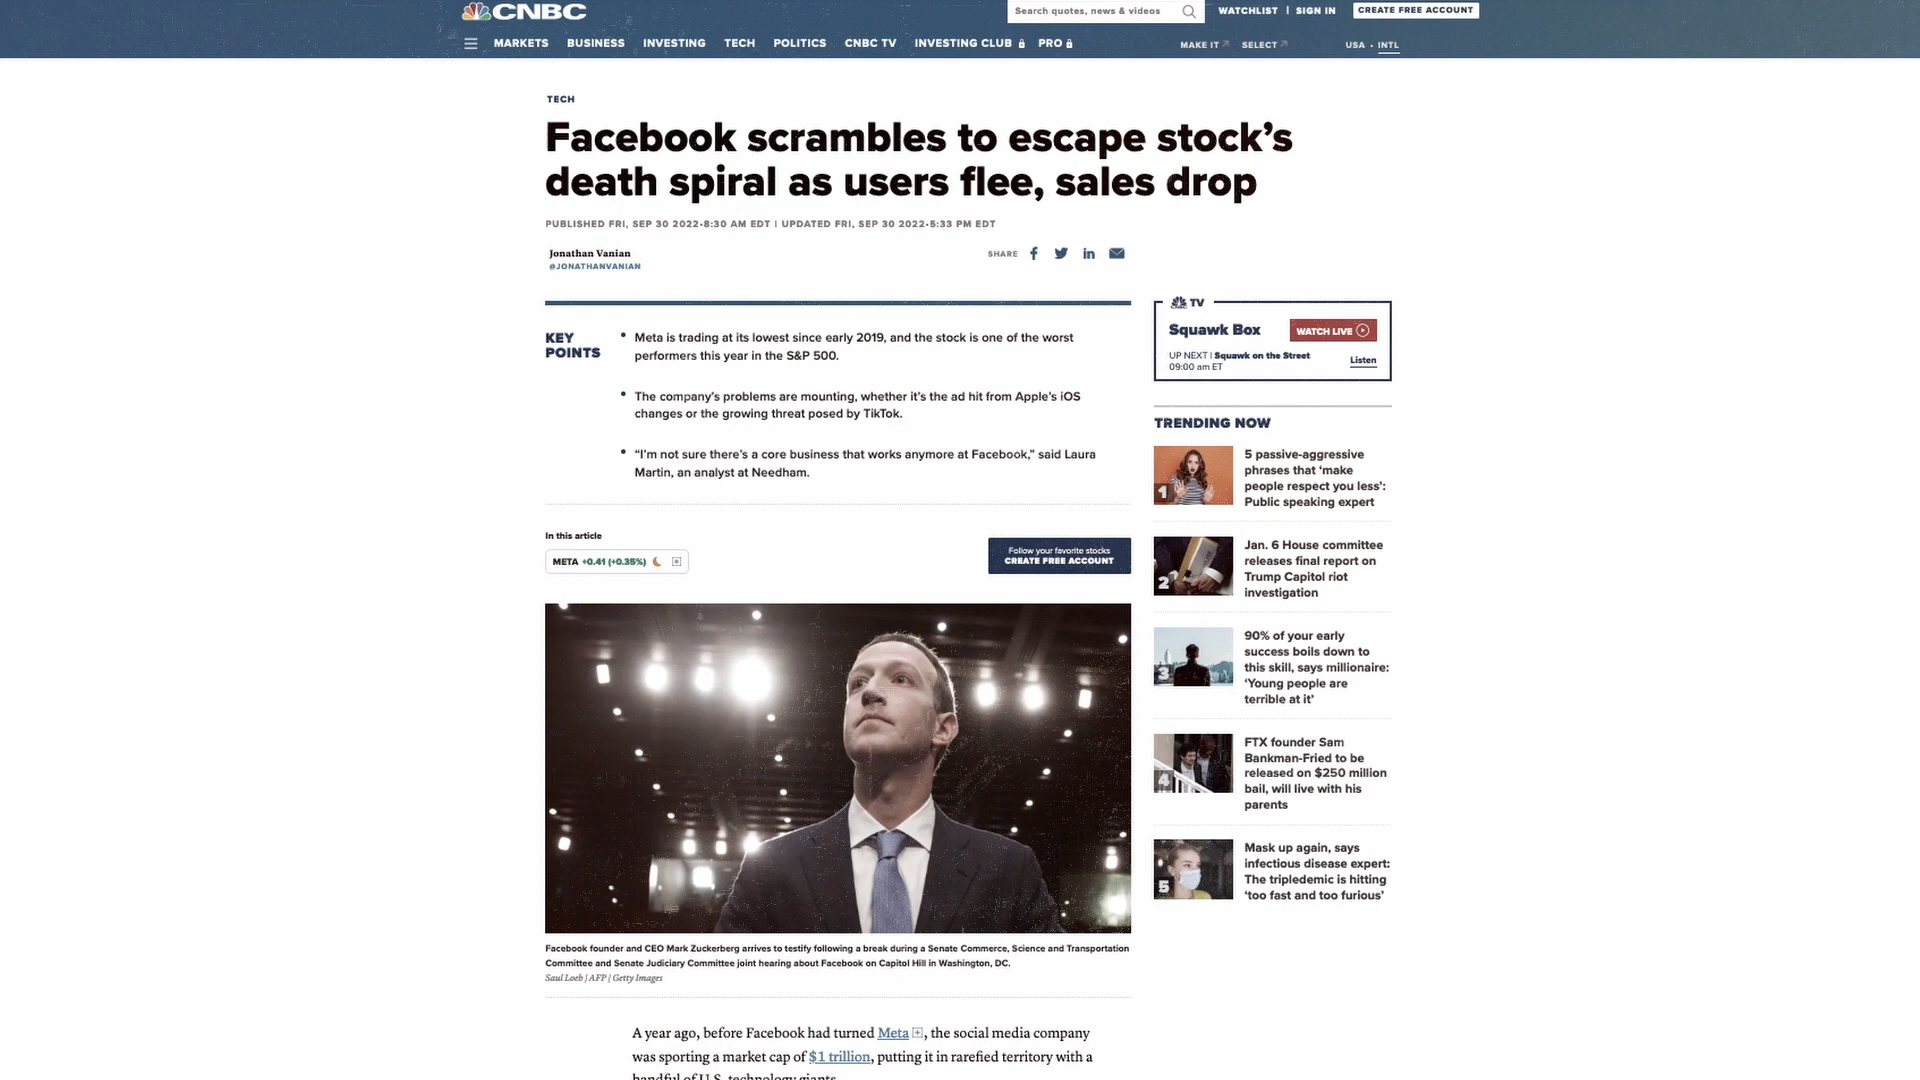 CNBC
Search quotes, news & videos
WATCHLIST | SIGN IN
CREATE FREE ACCOUNT
MARKETS BUSINESS INVESTING TECH POLITICS CNBC TV INVESTING CLUB PRO
MAKE IT SELECT
USA • INTL
TECH
Facebook scrambles to escape stock’s
death spiral as users flee, sales drop
PUBLISHED FRI, SEP 30 2022•8:30 AM EDT | UPDATED FRI, SEP 30 2022•5:33 PM EDT
Jonathan Vanian
@JONATHANVANIAN
SHARE
KEY
POINTS
• Meta is trading at its lowest since early 2019, and the stock is one of the worst
performers this year in the S&P 500.
• The company’s problems are mounting, whether it’s the ad hit from Apple’s iOS
changes or the growing threat posed by TikTok.
• “I’m not sure there’s a core business that works anymore at Facebook,” said Laura
Martin, an analyst at Needham.
In this article
META +0.41 (+0.35%)
Follow your favorite stocks
CREATE FREE ACCOUNT
Facebook founder and CEO Mark Zuckerberg arrives to testify following a break during a Senate Commerce, Science and Transportation
Committee and Senate Judiciary Committee joint hearing about Facebook on Capitol Hill in Washington, DC.
Saul Loeb | AFP | Getty Images
A year ago, before Facebook had turned Meta, the social media company
was sporting a market cap of $1 trillion, putting it in rarefied territory with a
handful of U.S. technology giants.
TV
Squawk Box
WATCH LIVE
UP NEXT | Squawk on the Street
09:00 am ET
Listen
TRENDING NOW
1
5 passive-aggressive
phrases that ‘make
people respect you less’:
Public speaking expert
2
Jan. 6 House committee
releases final report on
Trump Capitol riot
investigation
3
90% of your early
success boils down to
this skill, says millionaire:
‘Young people are
terrible at it’
4
FTX founder Sam
Bankman-Fried to be
released on $250 million
bail, will live with his
parents
5
Mask up again, says
infectious disease expert:
The tripledemic is hitting
‘too fast and too furious’